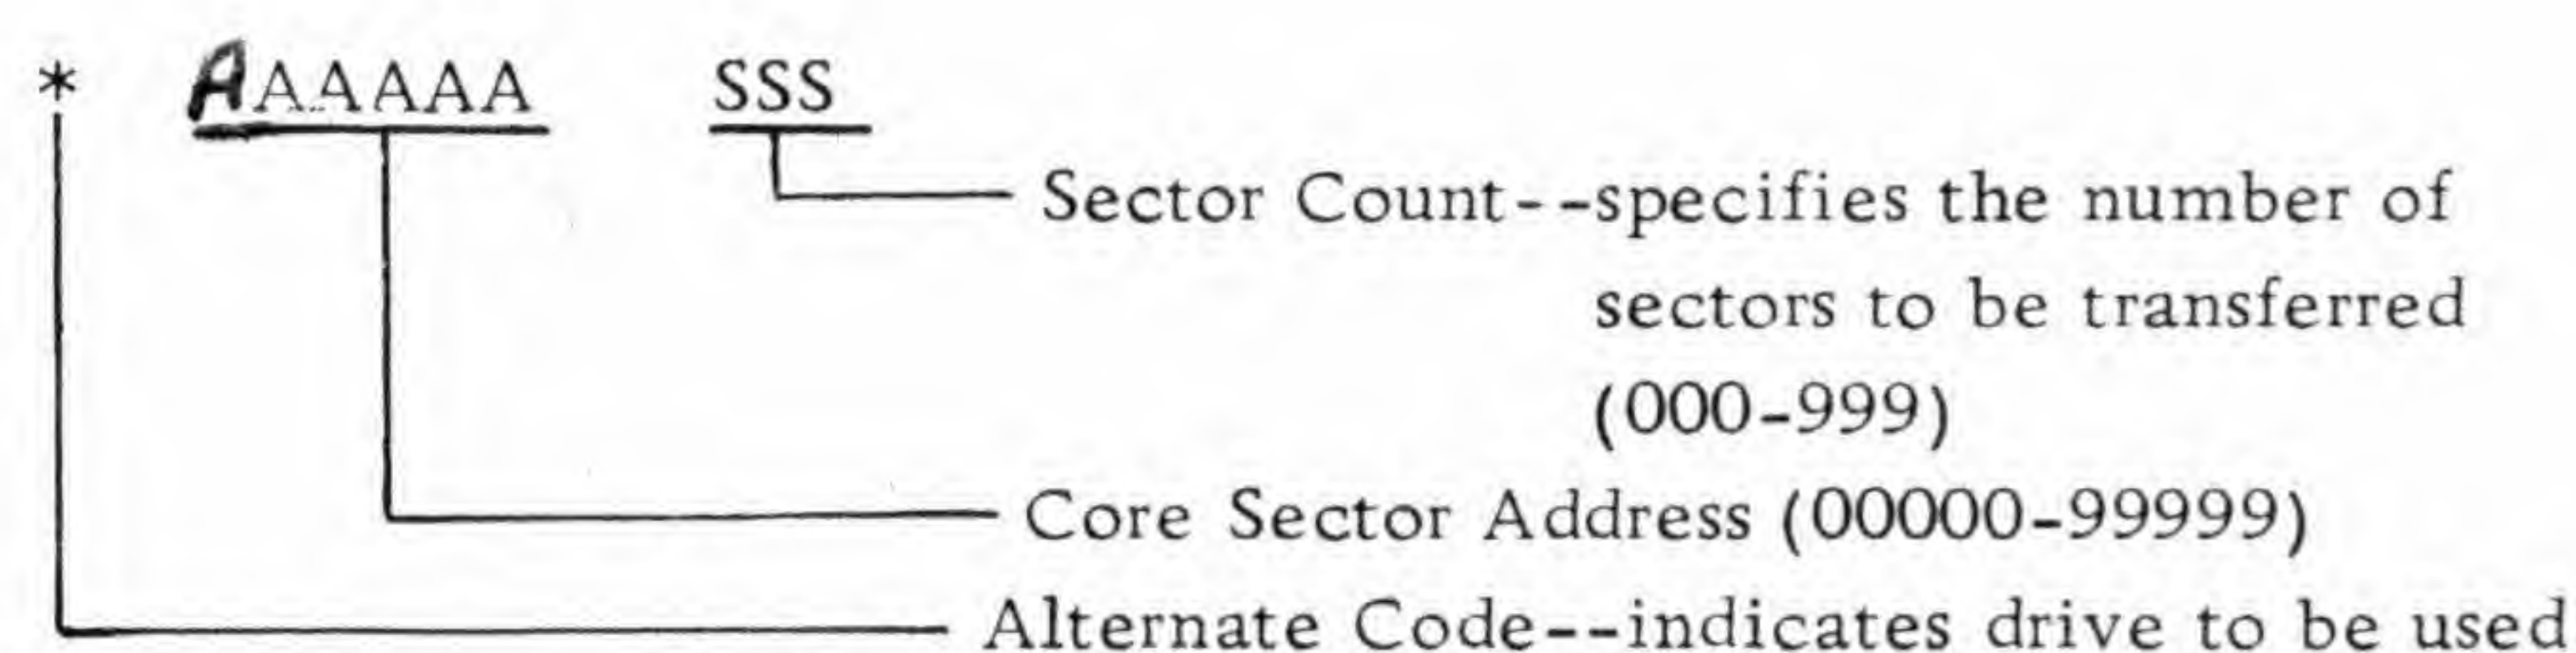 * AAAAAA SSS
Sector Count--specifies the number of
sectors to be transferred
(000-999)
Core Sector Address (00000-99999)
Alternate Code--indicates drive to be used